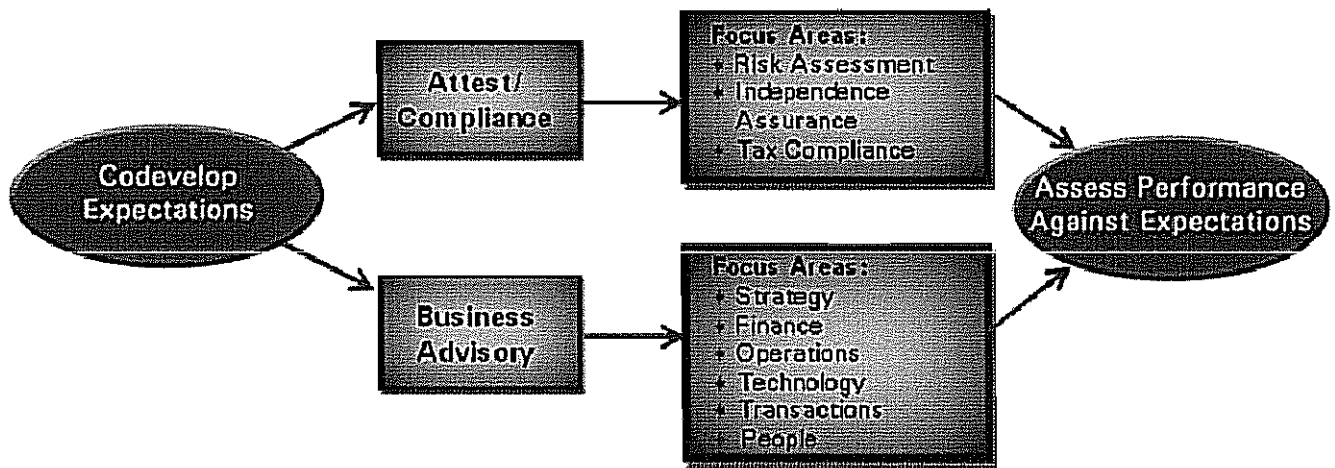 Codevelop
Expectations
Attest/
Compliance
Focus Areas:
• Risk Assessment
• Independence
Assurance
• Tax Compliance
Business
Advisory
Focus Areas:
• Strategy
• Finance
• Operations
• Technology
• Transactions
• People
Assess Performance
Against Expectations